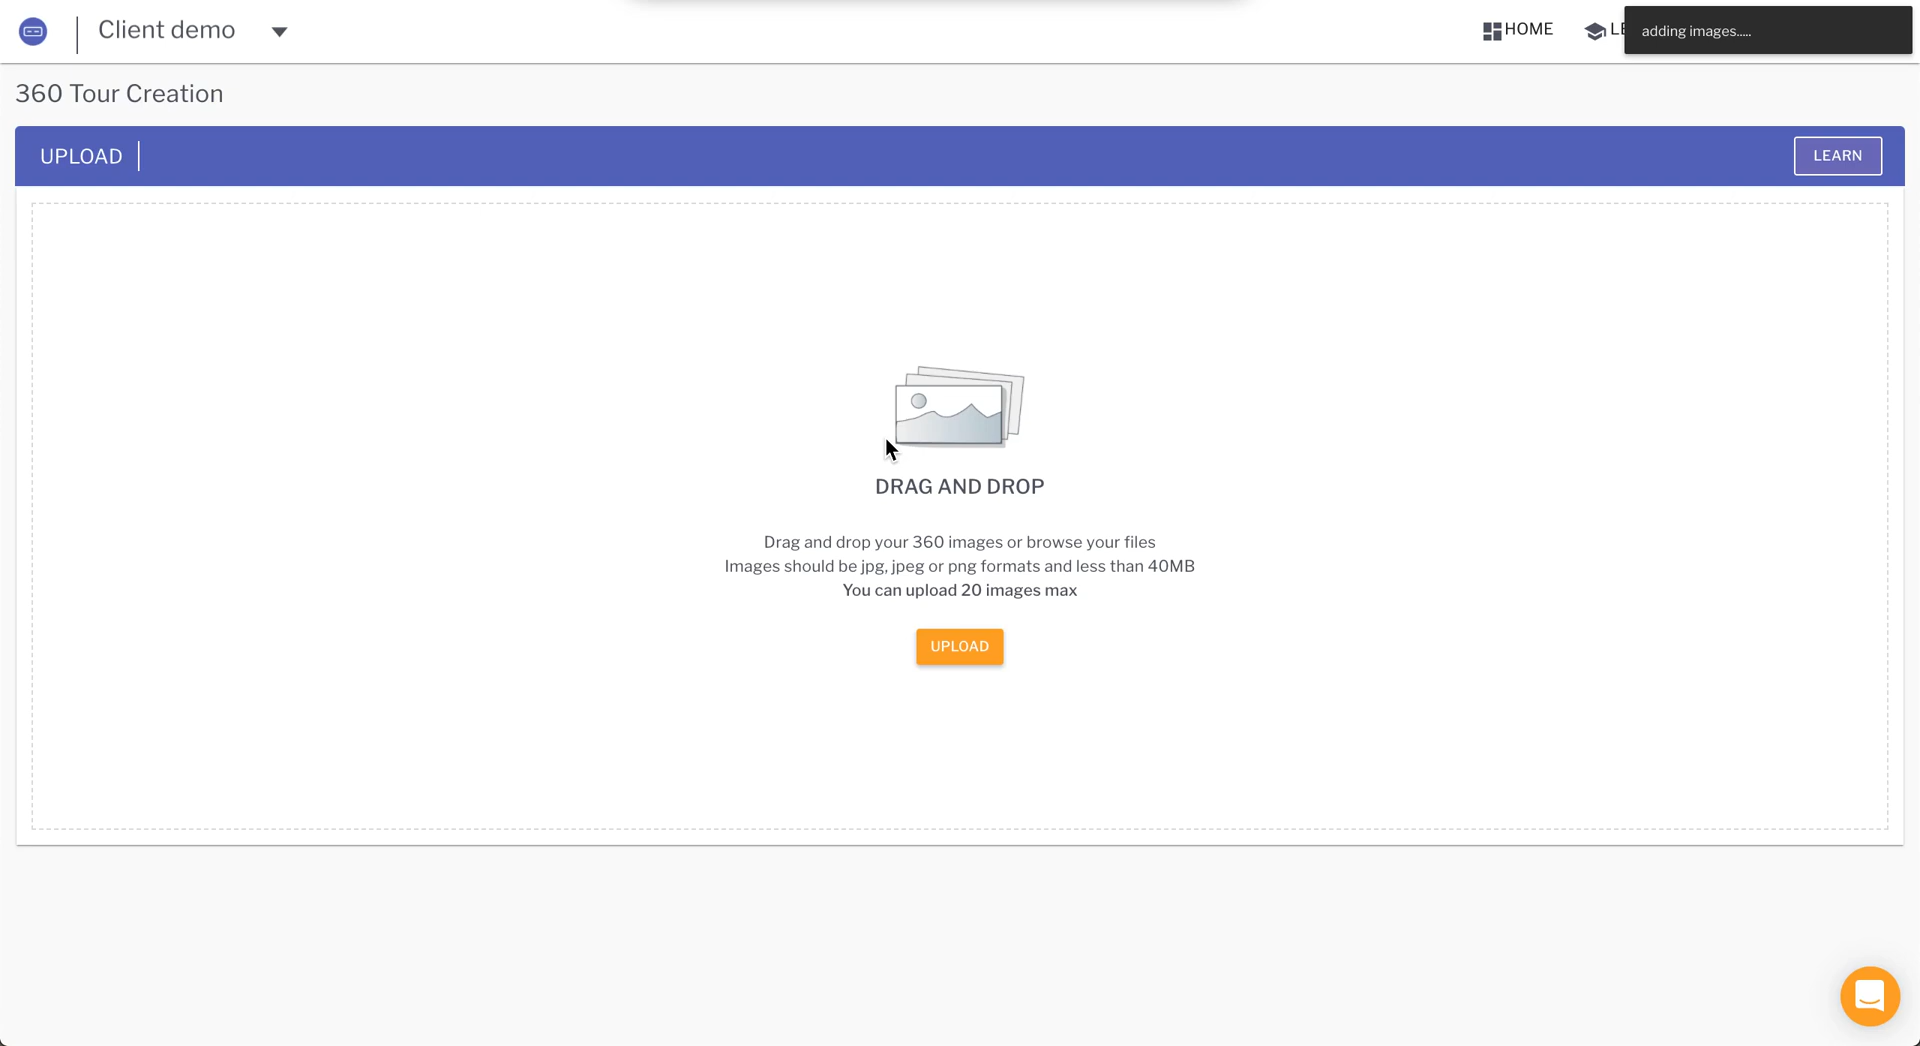 Client demo
HOME
adding images.....
360 Tour Creation
UPLOAD
LEARN
DRAG AND DROP
Drag and drop your 360 images or browse your files
Images should be jpg, jpeg or png formats and less than 40MB
You can upload 20 images max
UPLOAD